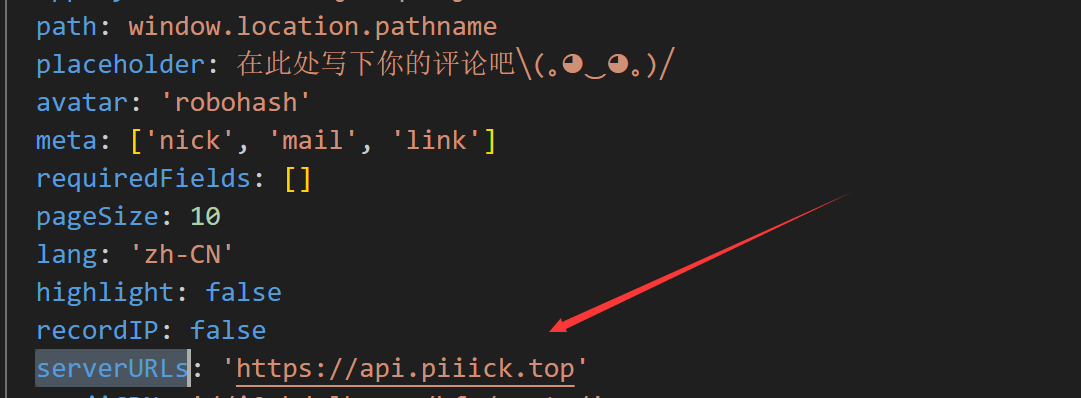 path: window.location.pathname
placeholder: 在此处写下你的评论吧╲(｡◕‿◕｡)╱
avatar: 'robohash'
meta: ['nick', 'mail', 'link']
requiredFields: []
pageSize: 10
lang: 'zh-CN'
highlight: false
recordIP: false
serverURLs: 'https://api.piiick.top'